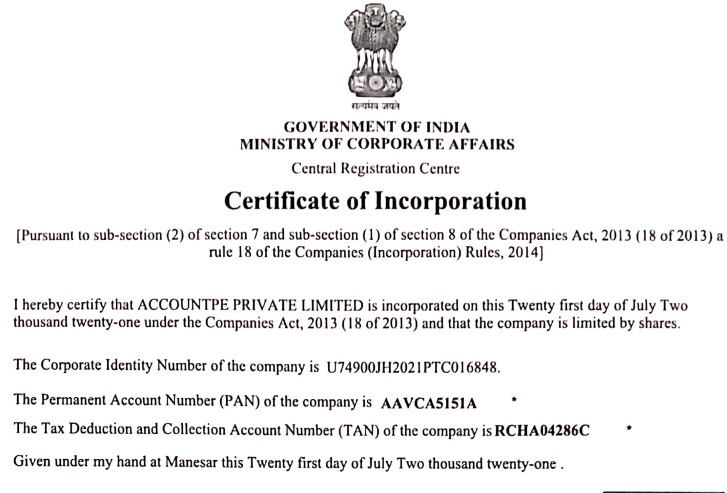 सत्यमेव जयते
GOVERNMENT OF INDIA
MINISTRY OF CORPORATE AFFAIRS
Central Registration Centre
Certificate of Incorporation
[Pursuant to sub-section (2) of section 7 and sub-section (1) of section 8 of the Companies Act, 2013 (18 of 2013) a
rule 18 of the Companies (Incorporation) Rules, 2014]
I hereby certify that ACCOUNTPE PRIVATE LIMITED is incorporated on this Twenty first day of July Two
thousand twenty-one under the Companies Act, 2013 (18 of 2013) and that the company is limited by shares.
The Corporate Identity Number of the company is U74900JH2021PTC016848.
The Permanent Account Number (PAN) of the company is AAVCA5151A *
The Tax Deduction and Collection Account Number (TAN) of the company is RCHA04286C *
Given under my hand at Manesar this Twenty first day of July Two thousand twenty-one .